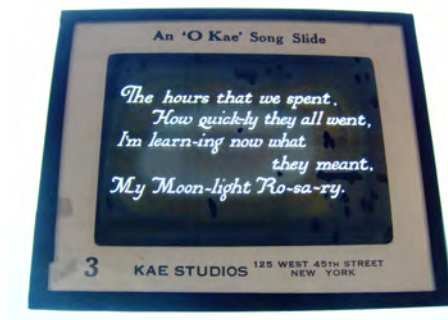 An 'O Kae' Song Slide
The hours that we spent,
How quick-ly they all went,
I'm learn-ing now what
they meant,
My Moon-light Ro-sa-ry.
3 KAE STUDIOS 125 WEST 45TH STREET
NEW YORK